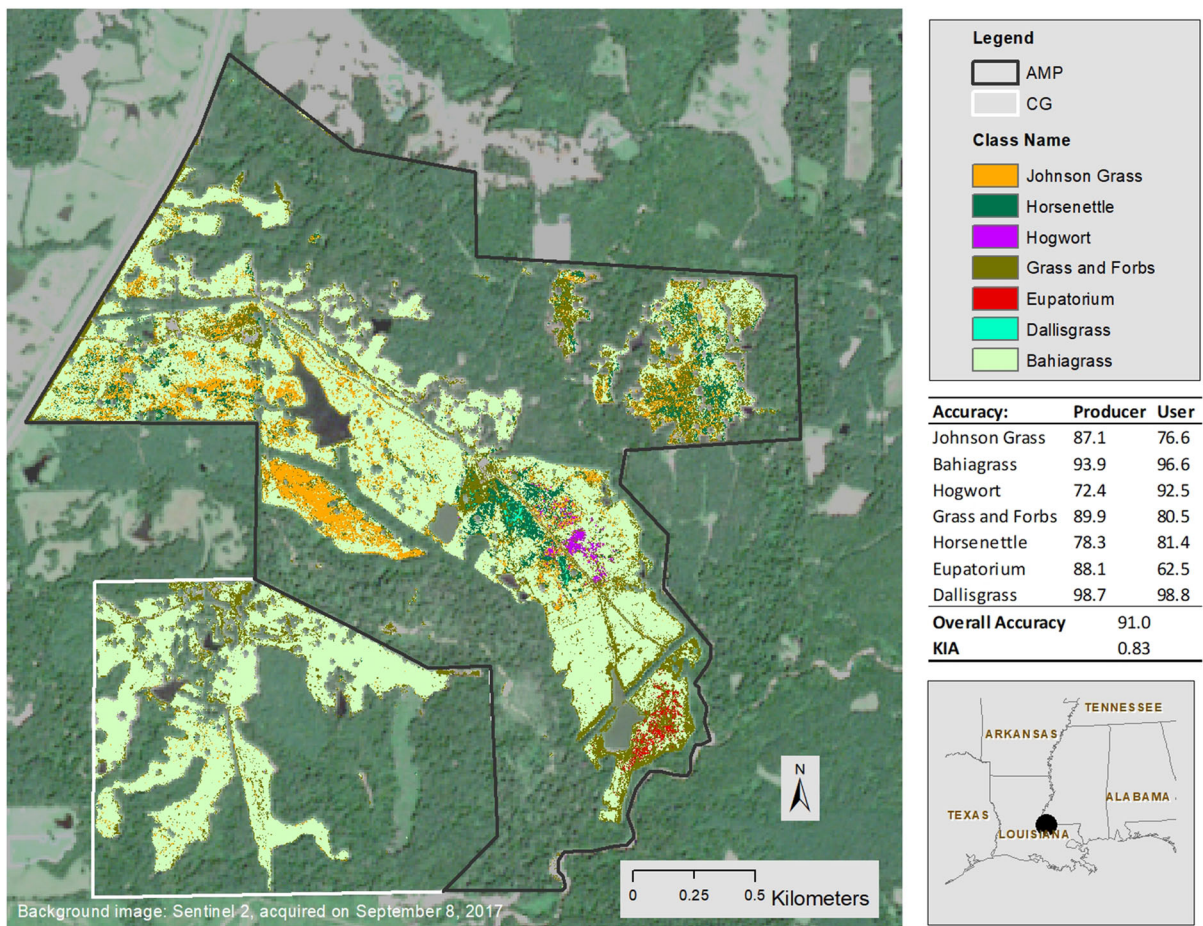 Legend
AMP
CG
Class Name
Johnson Grass
Horsenettle
Hogwort
Grass and Forbs
Eupatorium
Dallisgrass
Bahiagrass
Accuracy: Producer User
Johnson Grass 87.1 76.6
Bahiagrass 93.9 96.6
Hogwort 72.4 92.5
Grass and Forbs 89.9 80.5
Horsenettle 78.3 81.4
Eupatorium 88.1 62.5
Dallisgrass 98.7 98.8
Overall Accuracy 91.0
KIA 0.83
TENNESSEE
ARKANSAS
ALABAMA
TEXAS
LOUISIANA
N
0 0.25 0.5
Kilometers
Background image: Sentinel 2, acquired on September 8, 2017